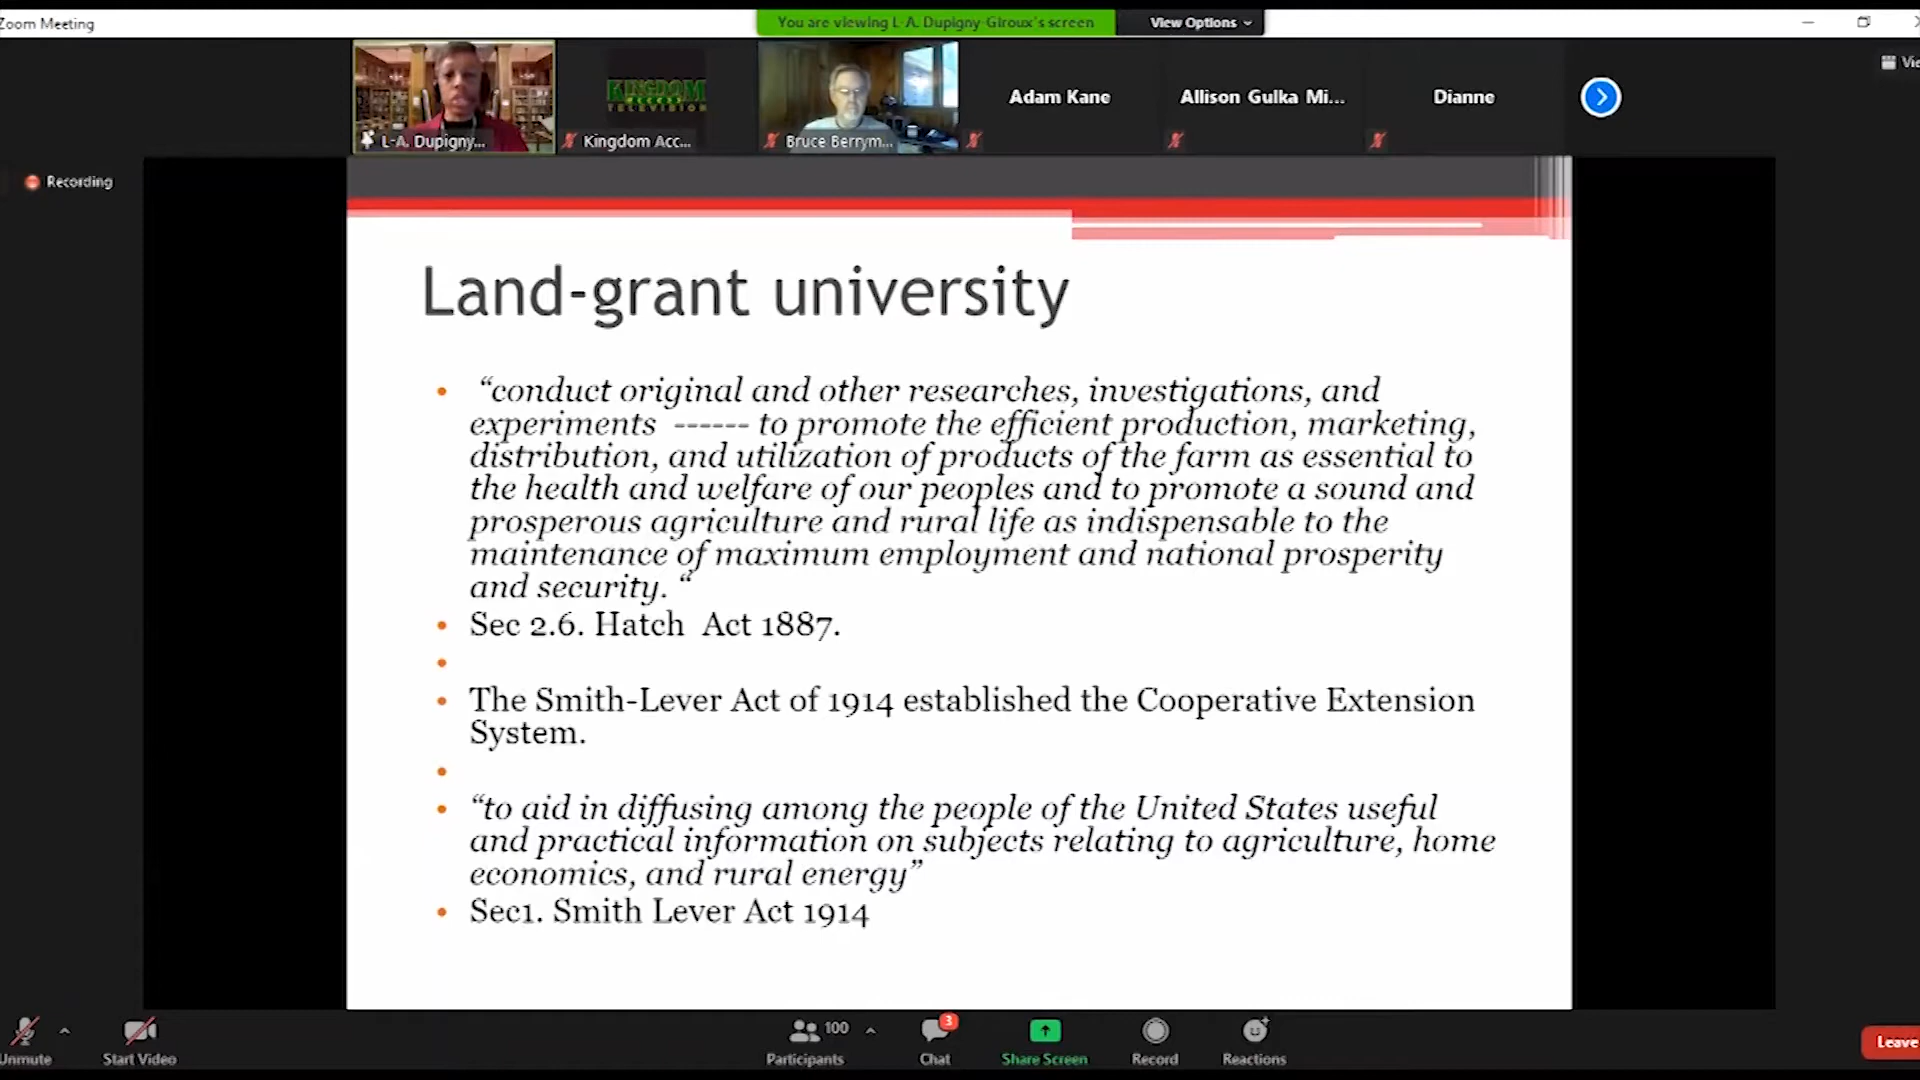 Zoom Meeting
You are viewing L-A. Dupigny-Giroux's screen
View Options
KINGDOM
ACCESS
TELEVISION
L-A. Dupigny...
Kingdom Acc...
Bruce Berrym...
Adam Kane
Allison Gulka Mi...
Dianne
Vie
Recording
Land-grant university
• “conduct original and other researches, investigations, and
experiments ------ to promote the efficient production, marketing,
distribution, and utilization of products of the farm as essential to
the health and welfare of our peoples and to promote a sound and
prosperous agriculture and rural life as indispensable to the
maintenance of maximum employment and national prosperity
and security. “
• Sec 2.6. Hatch Act 1887.
•
• The Smith-Lever Act of 1914 established the Cooperative Extension
System.
•
• “to aid in diffusing among the people of the United States useful
and practical information on subjects relating to agriculture, home
economics, and rural energy”
• Sec1. Smith Lever Act 1914
Unmute
Start Video
100
Participants
3
Chat
Share Screen
Record
Reactions
Leave